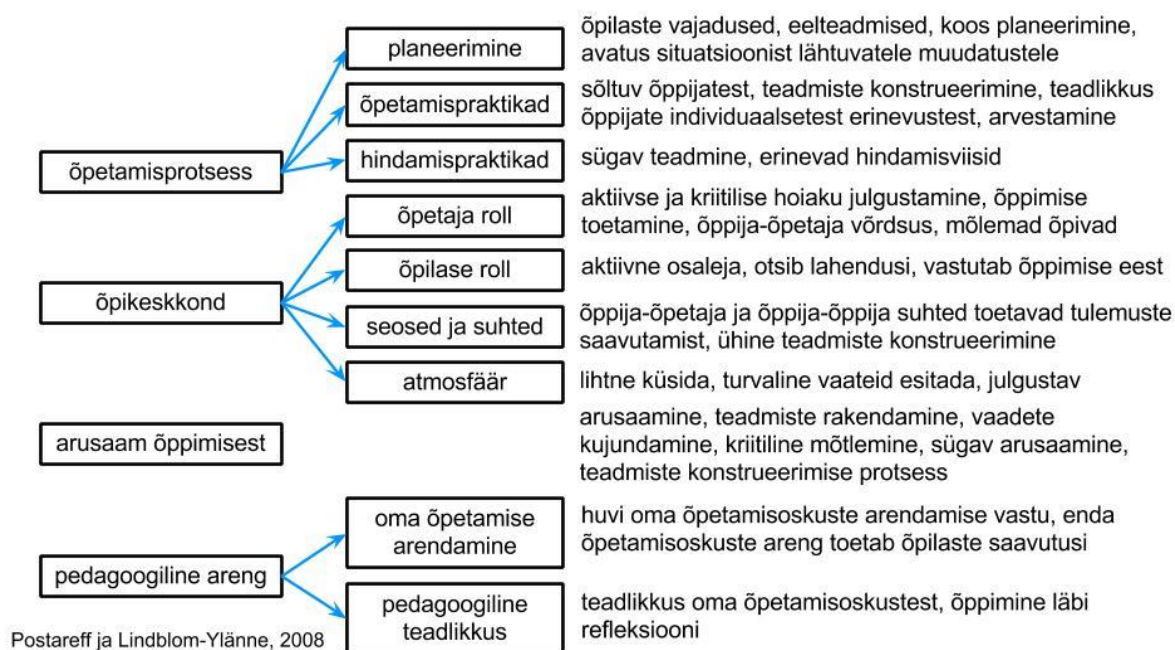 planeerimine
õpilaste vajadused, eelteadmised, koos planeerimine,
avatus situatsioonist lähtuvatele muudatustele
õpetamispraktikad
sõltuv õppijatest, teadmiste konstrueerimine, teadlikkus
õppijate individuaalsetest erinevustest, arvestamine
õpetamisprotsess
hindamispraktikad
sügav teadmine, erinevad hindamisviisid
õpetaja roll
aktiivse ja kriitilise hoiaku julgustamine, õppimise
toetamine, õppija-õpetaja võrdsus, mõlemad õpivad
õpikeskkond
õpilase roll
aktiivne osaleja, otsib lahendusi, vastutab õppimise eest
seosed ja suhted
õppija-õpetaja ja õppija-õppija suhted toetavad tulemuste
saavutamist, ühine teadmiste konstrueerimine
atmosfäär
lihtne küsida, turvaline vaateid esitada, julgustav
arusaam õppimisest
arusaamine, teadmiste rakendamine, vaadete
kujundamine, kriitiline mõtlemine, sügav arusaamine,
teadmiste konstrueerimise protsess
pedagoogiline areng
oma õpetamise
arendamine
huvi oma õpetamisoskuste arendamise vastu, enda
õpetamisoskuste areng toetab õpilaste saavutusi
pedagoogiline
teadlikkus
teadlikkus oma õpetamisoskustest, õppimine läbi
refleksiooni
Postareff ja Lindblom-Ylänne, 2008